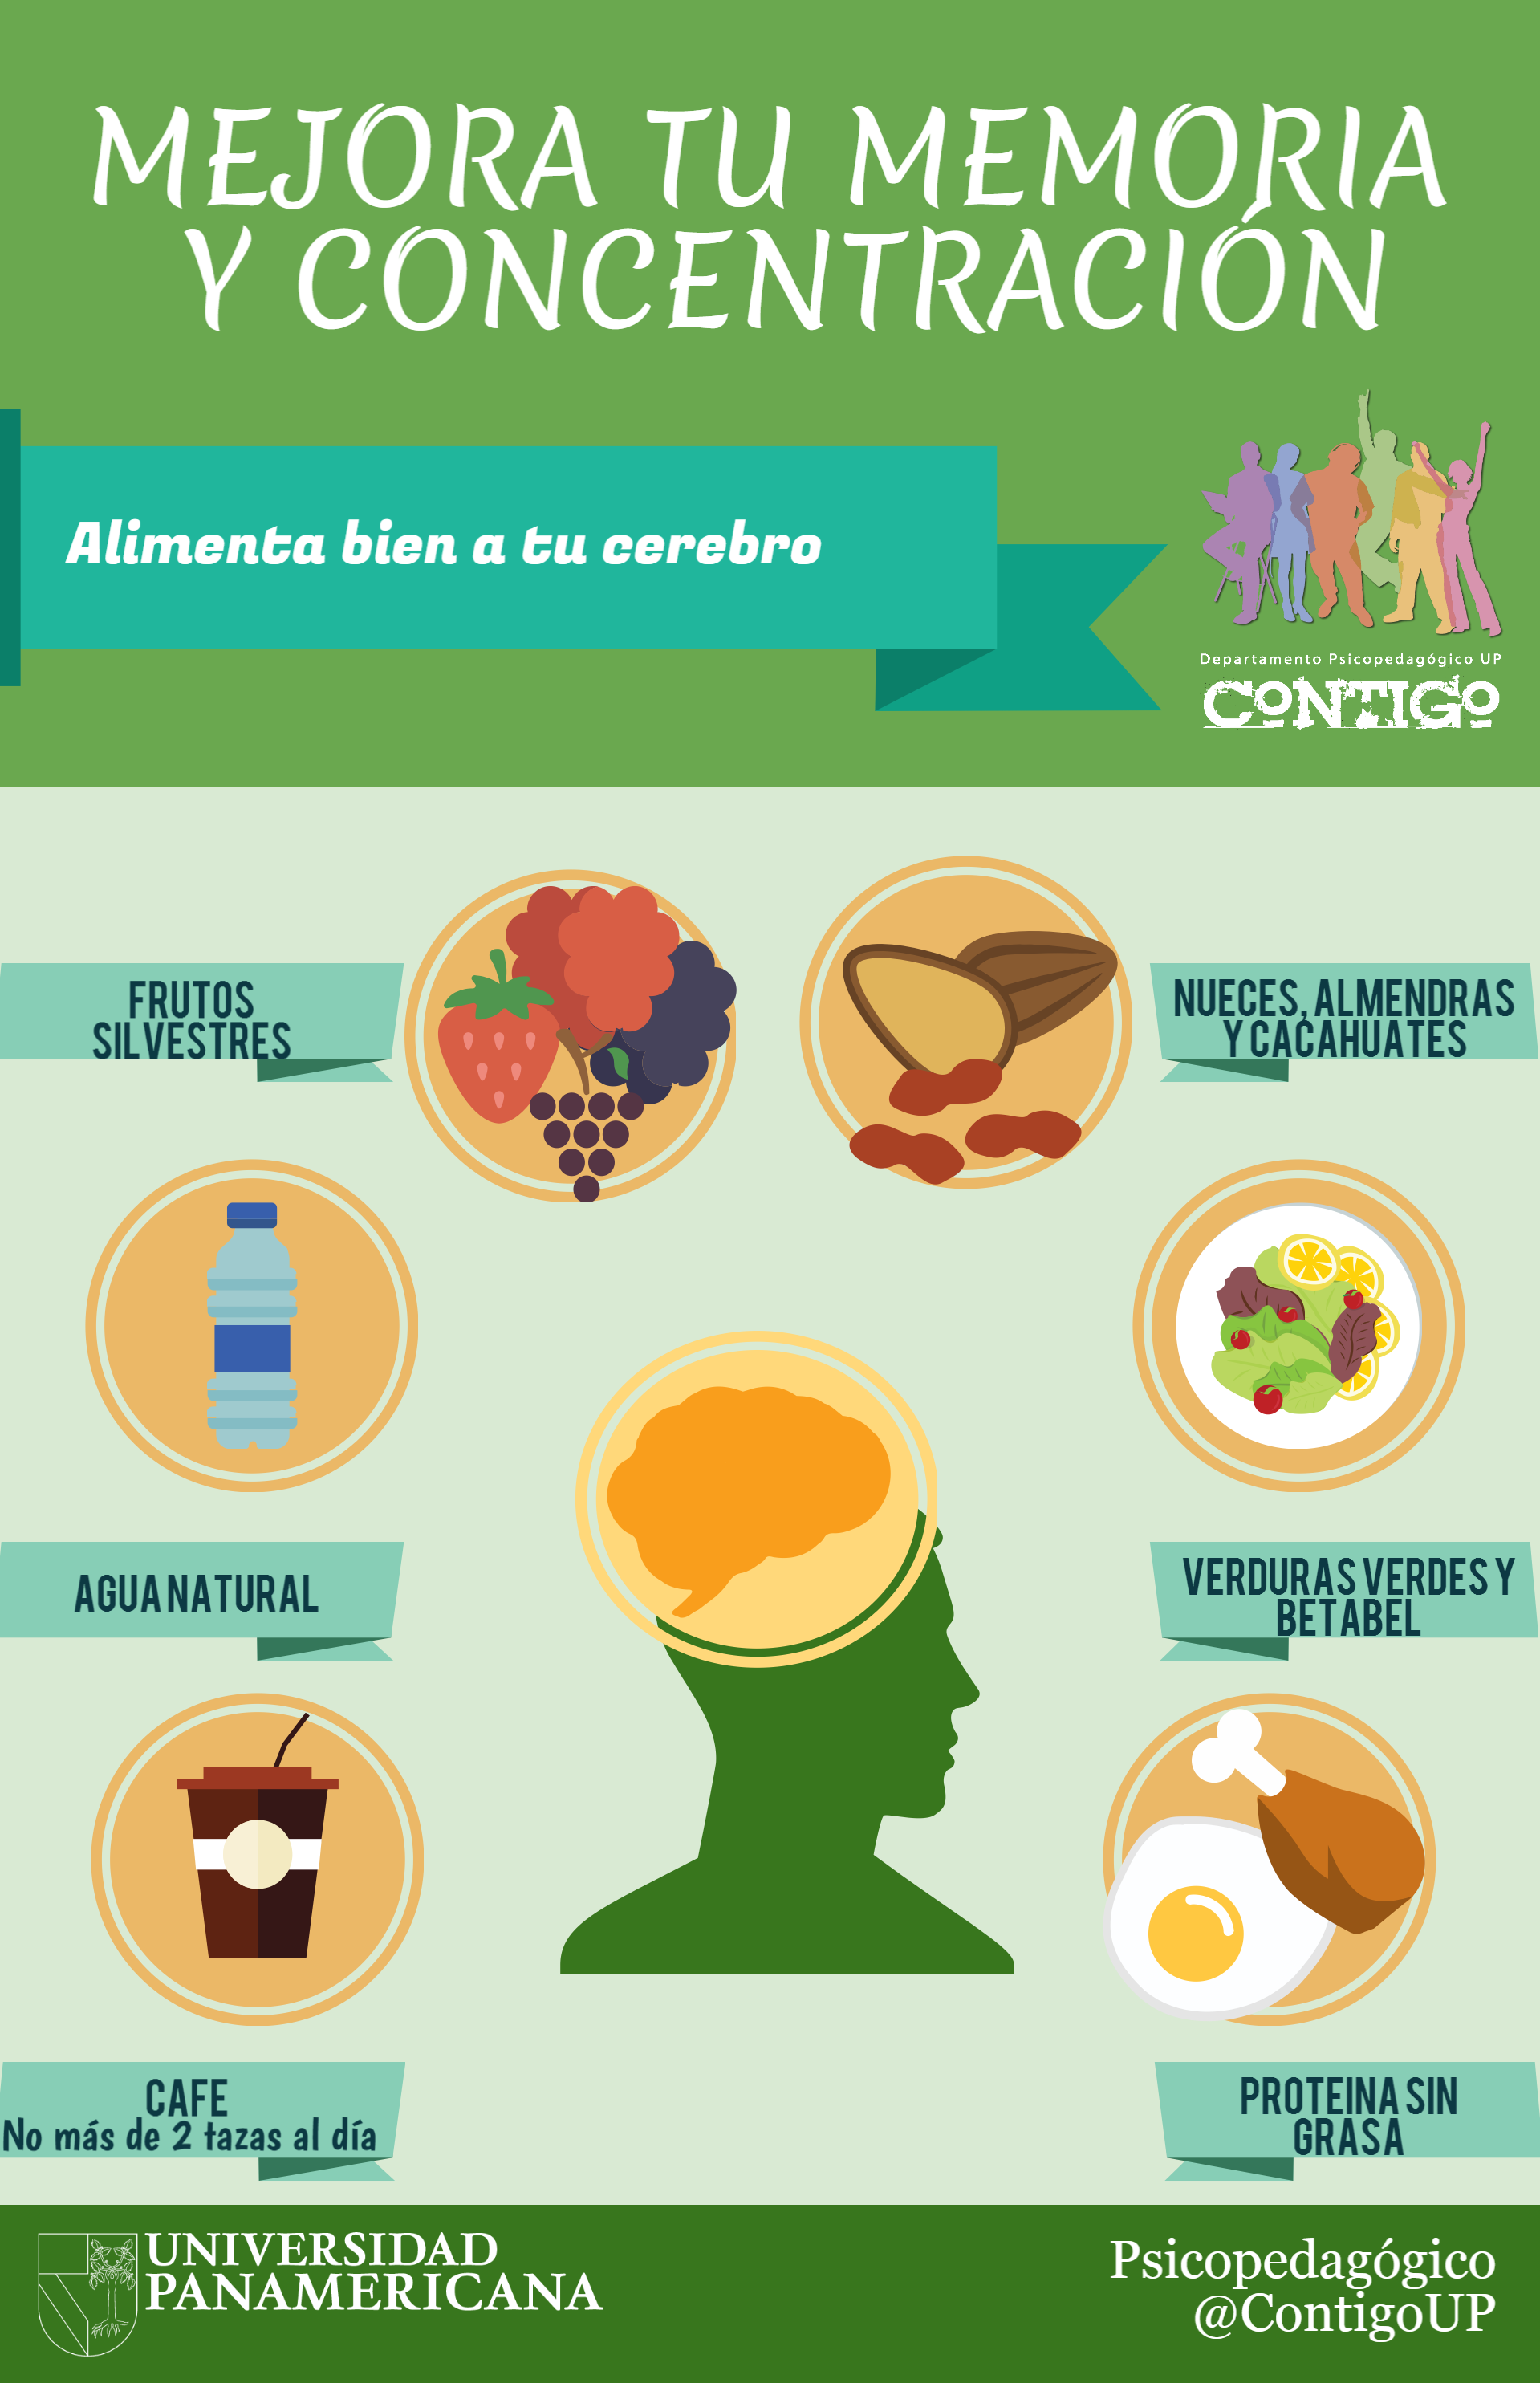 MEJORA TU MEMORIA
Y CONCENTRACIÓN
Alimenta bien a tu cerebro
Departamento Psicopedagógico UP
CONTIGO
FRUTOS
SILVESTRES
NUECES, ALMENDRAS
Y CACAHUATES
AGUA NATURAL
VERDURAS VERDES Y
BETABEL
CAFE
No más de 2 tazas al día
PROTEINA SIN
GRASA
UNIVERSIDAD
PANAMERICANA
Psicopedagógico
@ContigoUP